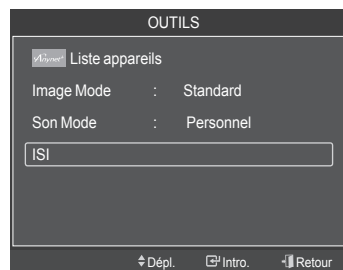 OUTILS
Liste appareils
Image Mode : Standard
Son Mode : Personnel
ISI
Dépl. Intro. Retour